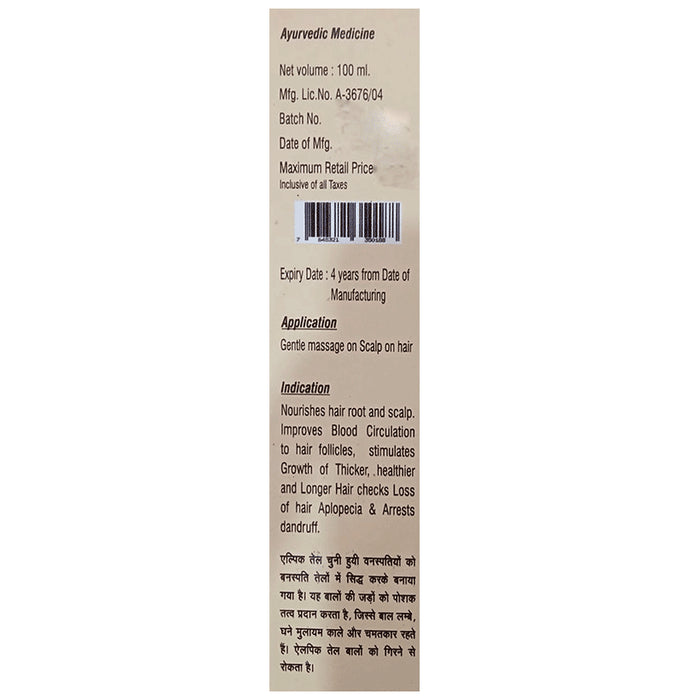 Ayurvedic Medicine
Net volume : 100 ml.
Mfg. Lic.No. A-3676/04
Batch No.
Date of Mfg.
Maximum Retail Price
Inclusive of all Taxes
Expiry Date : 4 years from Date of
Manufacturing
Application
Gentle massage on Scalp on hair
Indication
Nourishes hair root and scalp.
Improves Blood Circulation
to hair follicles, stimulates
Growth of Thicker, healthier
and Longer Hair checks Loss
of hair Aplopecia & Arrests
dandruff.
एल्पिक तेल चुनी हुयी वनस्पतियों को
बनस्पति तेलों में सिद्ध करके बनाया
गया है। यह बालों की जड़ों को पोशक
तत्व प्रदान करता है, जिस्से बाल लम्बे,
घने मुलायम काले और चमतकार रहते
हैं। ऐलपिक तेल बालों को गिरने से
रोकता है।